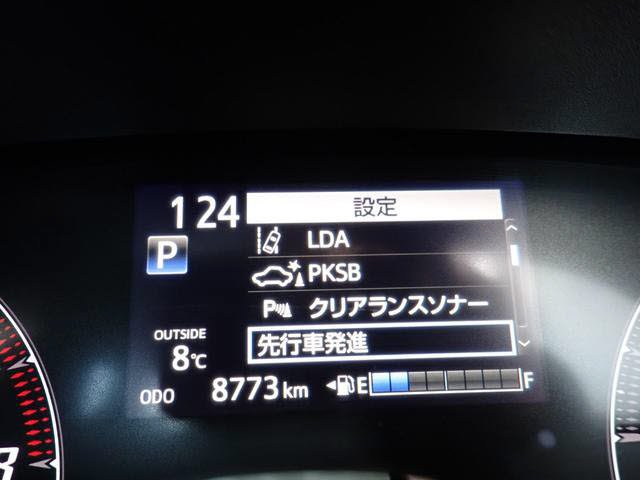 1 24
設定
LDA
P
PKSB
P クリアランスソナー
OUTSIDE
8℃
先行車発進
ODO 8773 km
E F